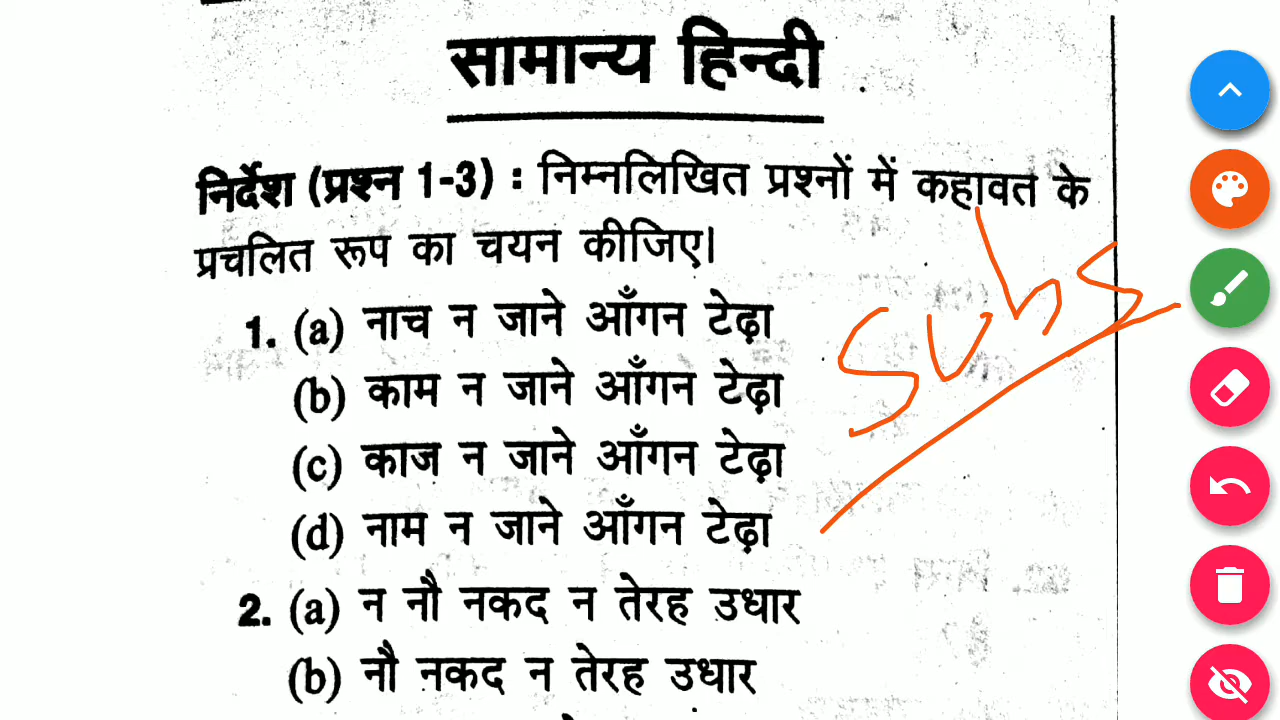 सामान्य हिन्दी
निर्देश (प्रश्न 1-3) : निम्नलिखित प्रश्नों में कहावत के
प्रचलित रूप का चयन कीजिए।
1. (a) नाच न जाने आँगन टेढ़ा
(b) काम न जाने आँगन टेढ़ा
(c) काज न जाने आँगन टेढ़ा
(d) नाम न जाने आँगन टेढ़ा
2. (a) न नौ नकद न तेरह उधार
(b) नौ नकद न तेरह उधार